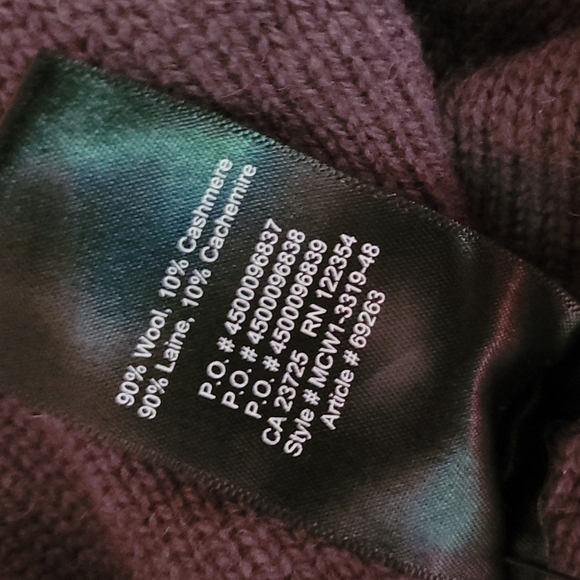 90% Wool, 10% Cashmere
90% Laine, 10% Cachemire
P.O. # 4500096837
P.O. # 4500096838
P.O. # 4500096839
CA 23725 RN 122354
Style # MCW1-3319-48
Article # 69263